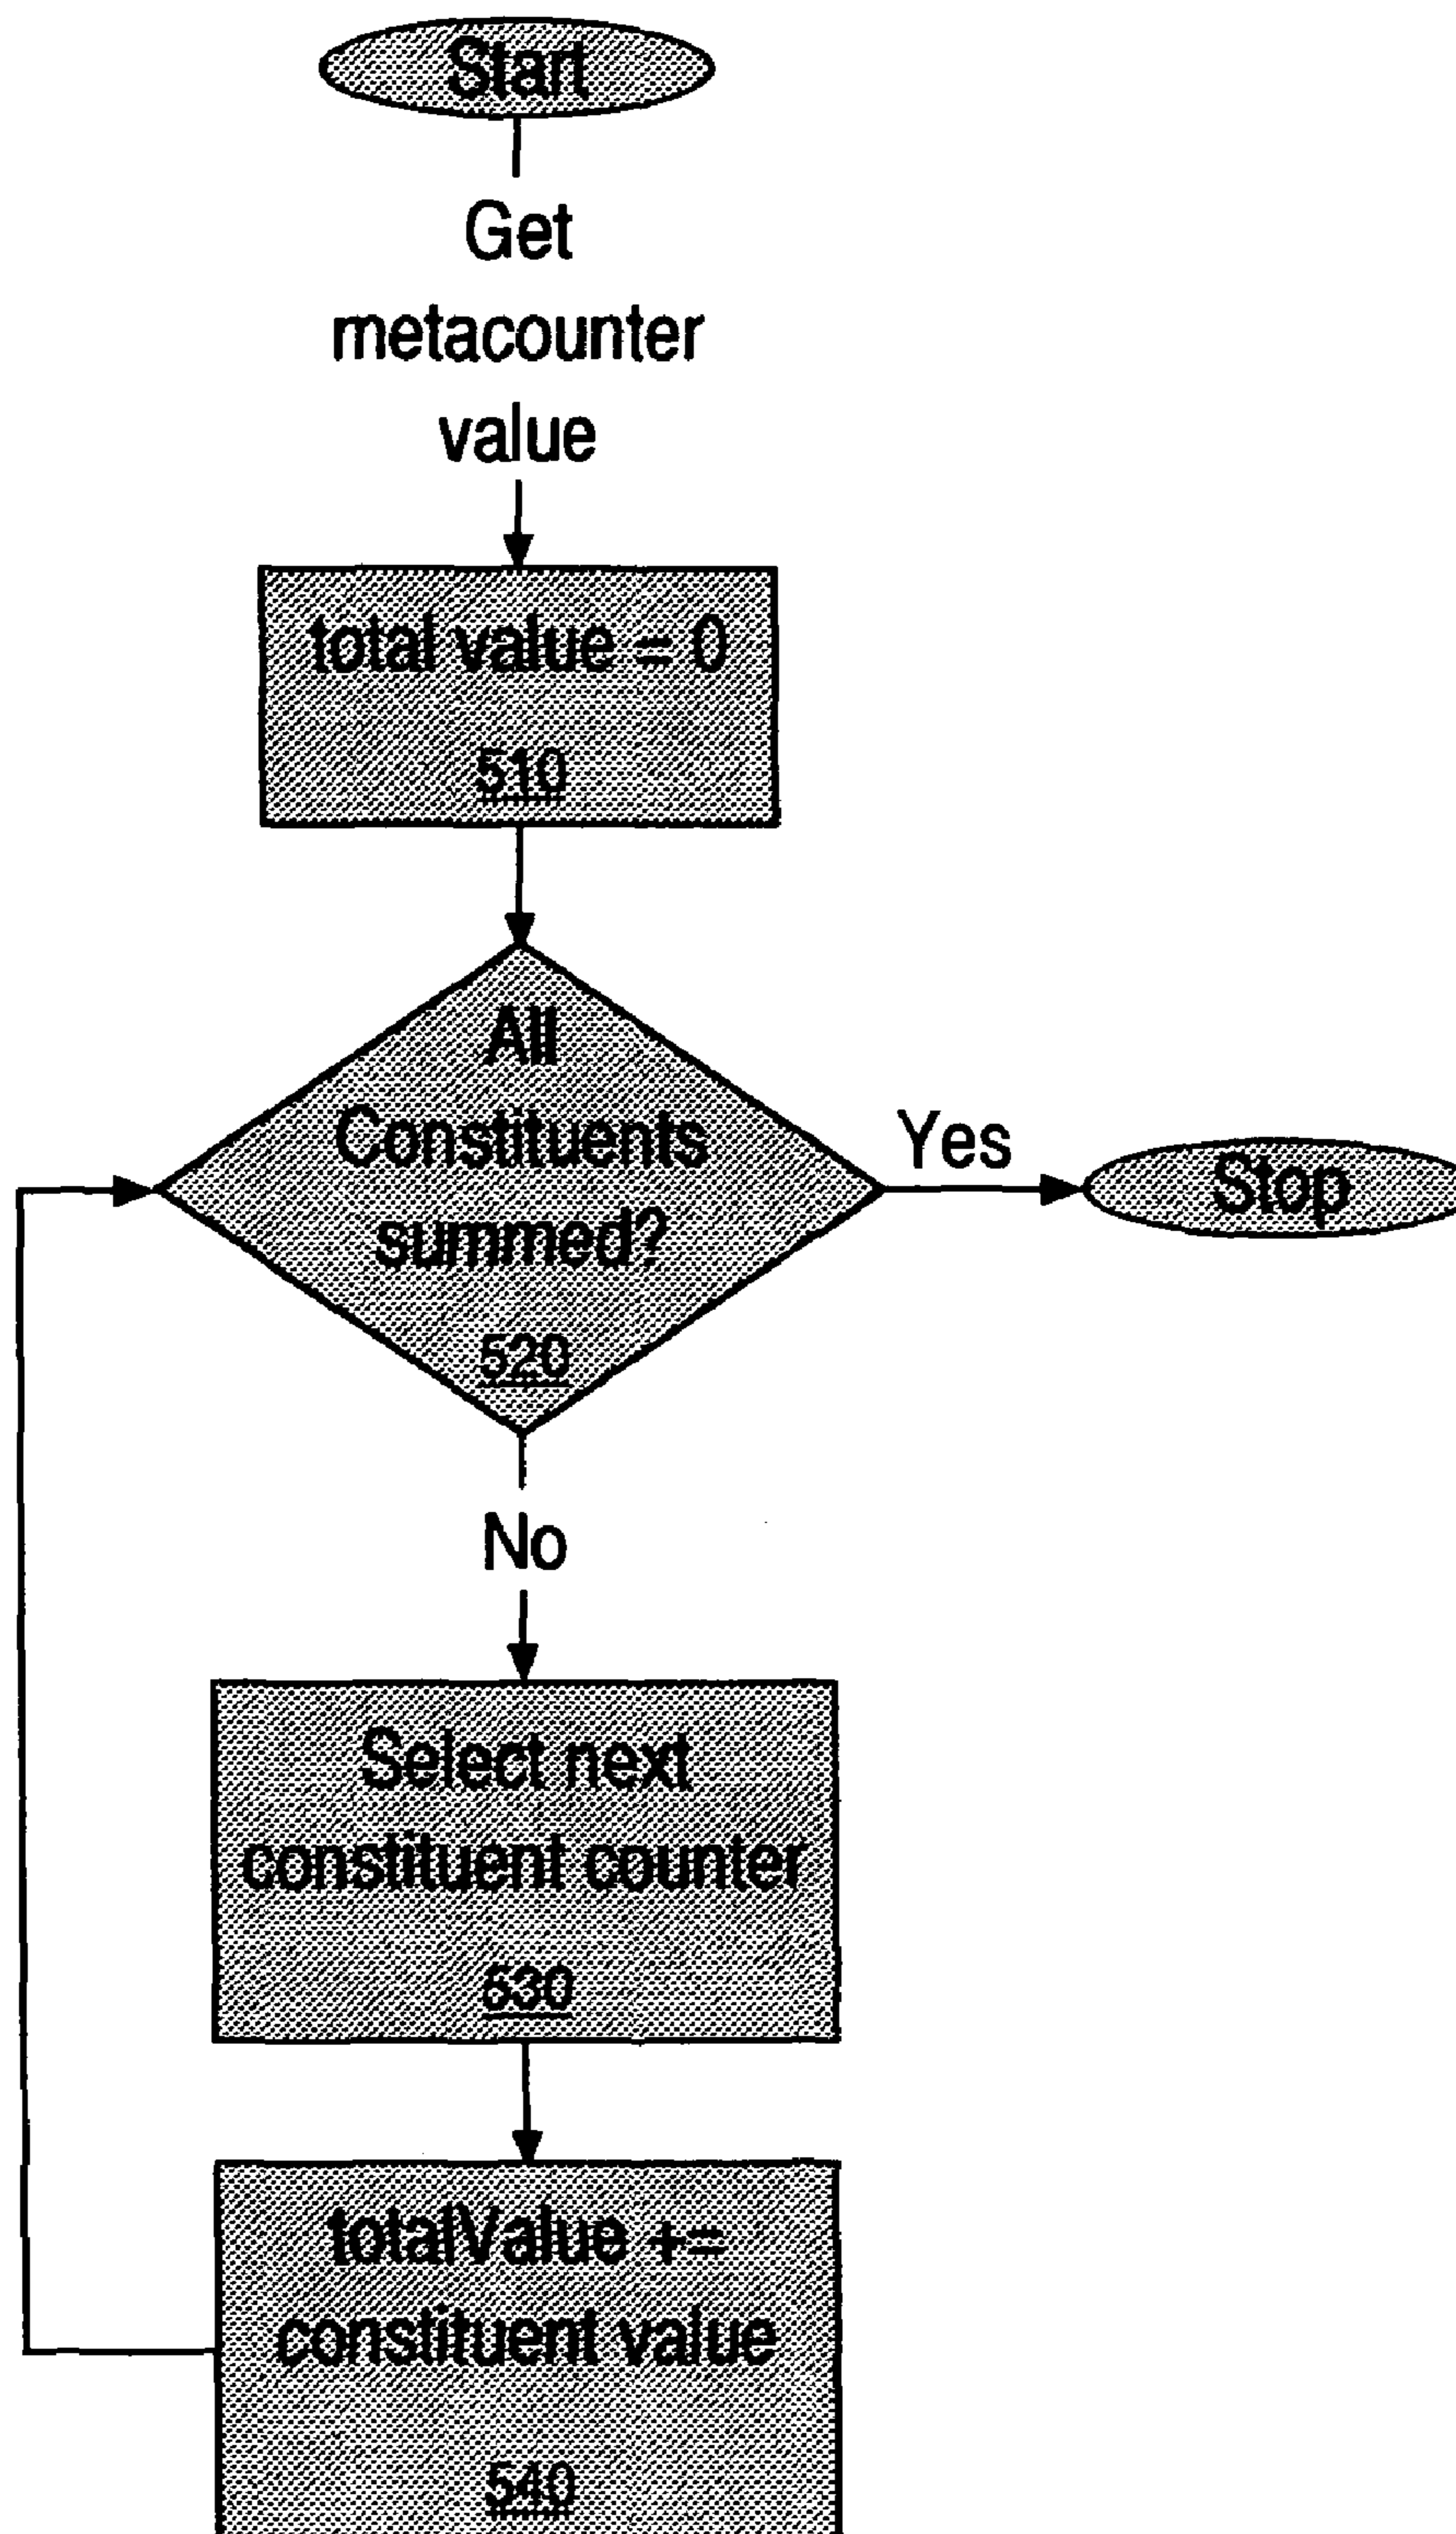 Start
Get
metacounter
value
total value = 0
510
All
Constituents
summed?
520
Yes
Stop
No
Select next
constituent counter
530
totalValue +=
constituent value
540